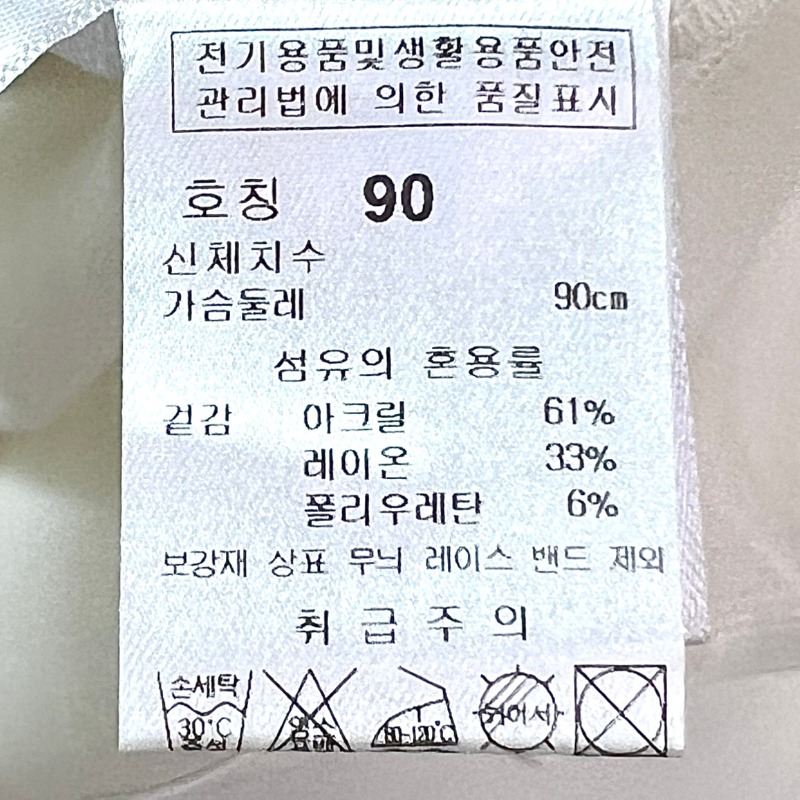 전기용품및생활용품안전
관리법에 의한 품질표시
호칭 90
신체치수
가슴둘레 90cm
섬유의 혼용률
겉감 아크릴 61%
레이온 33%
폴리우레탄 6%
보강재 상표 무늬 레이스 밴드 제외
취급주의
손세탁
30°C
80~120°C
뉘어서